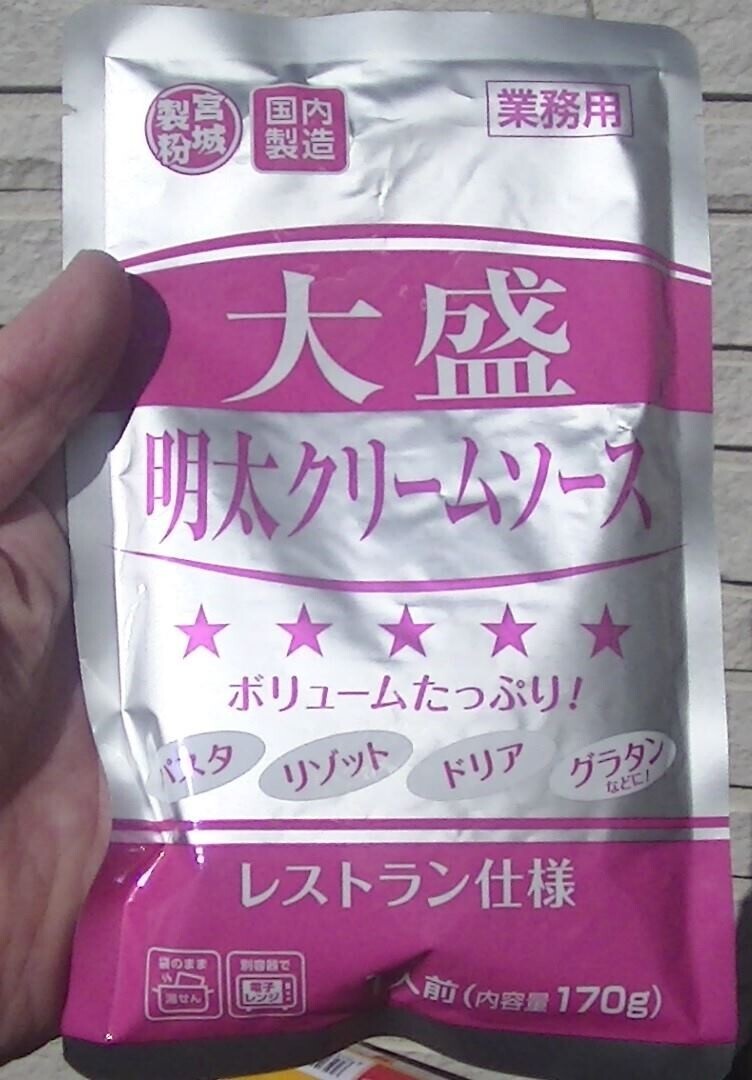 宮城製粉
国内製造
業務用
大盛
明太クリームソース
★★★★★
ボリュームたっぷり!
パスタ リゾット ドリア グラタンなどに!
レストラン仕様
袋のまま 湯せん
別容器で 電子レンジ
1人前(内容量170g)